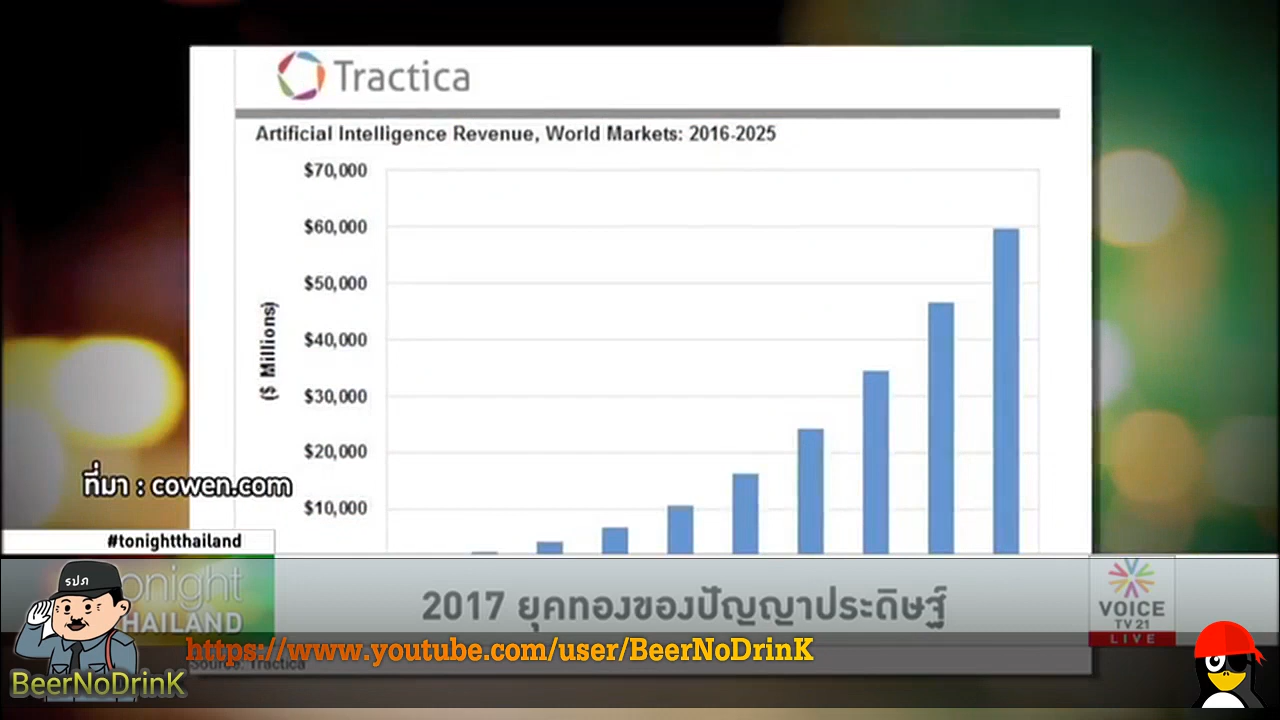 Tractica
Artificial Intelligence Revenue, World Markets: 2016-2025
$70,000
$60,000
$50,000
$40,000
$30,000
$20,000
$10,000
($ Millions)
ที่มา : cowen.com
#tonightthailand
tonight
THAILAND
2017 ยุคทองของปัญญาประดิษฐ์
VOICE
TV 21
LIVE
รปภ
https://www.youtube.com/user/BeerNoDrinK
Source: Tractica
BeerNoDrinK